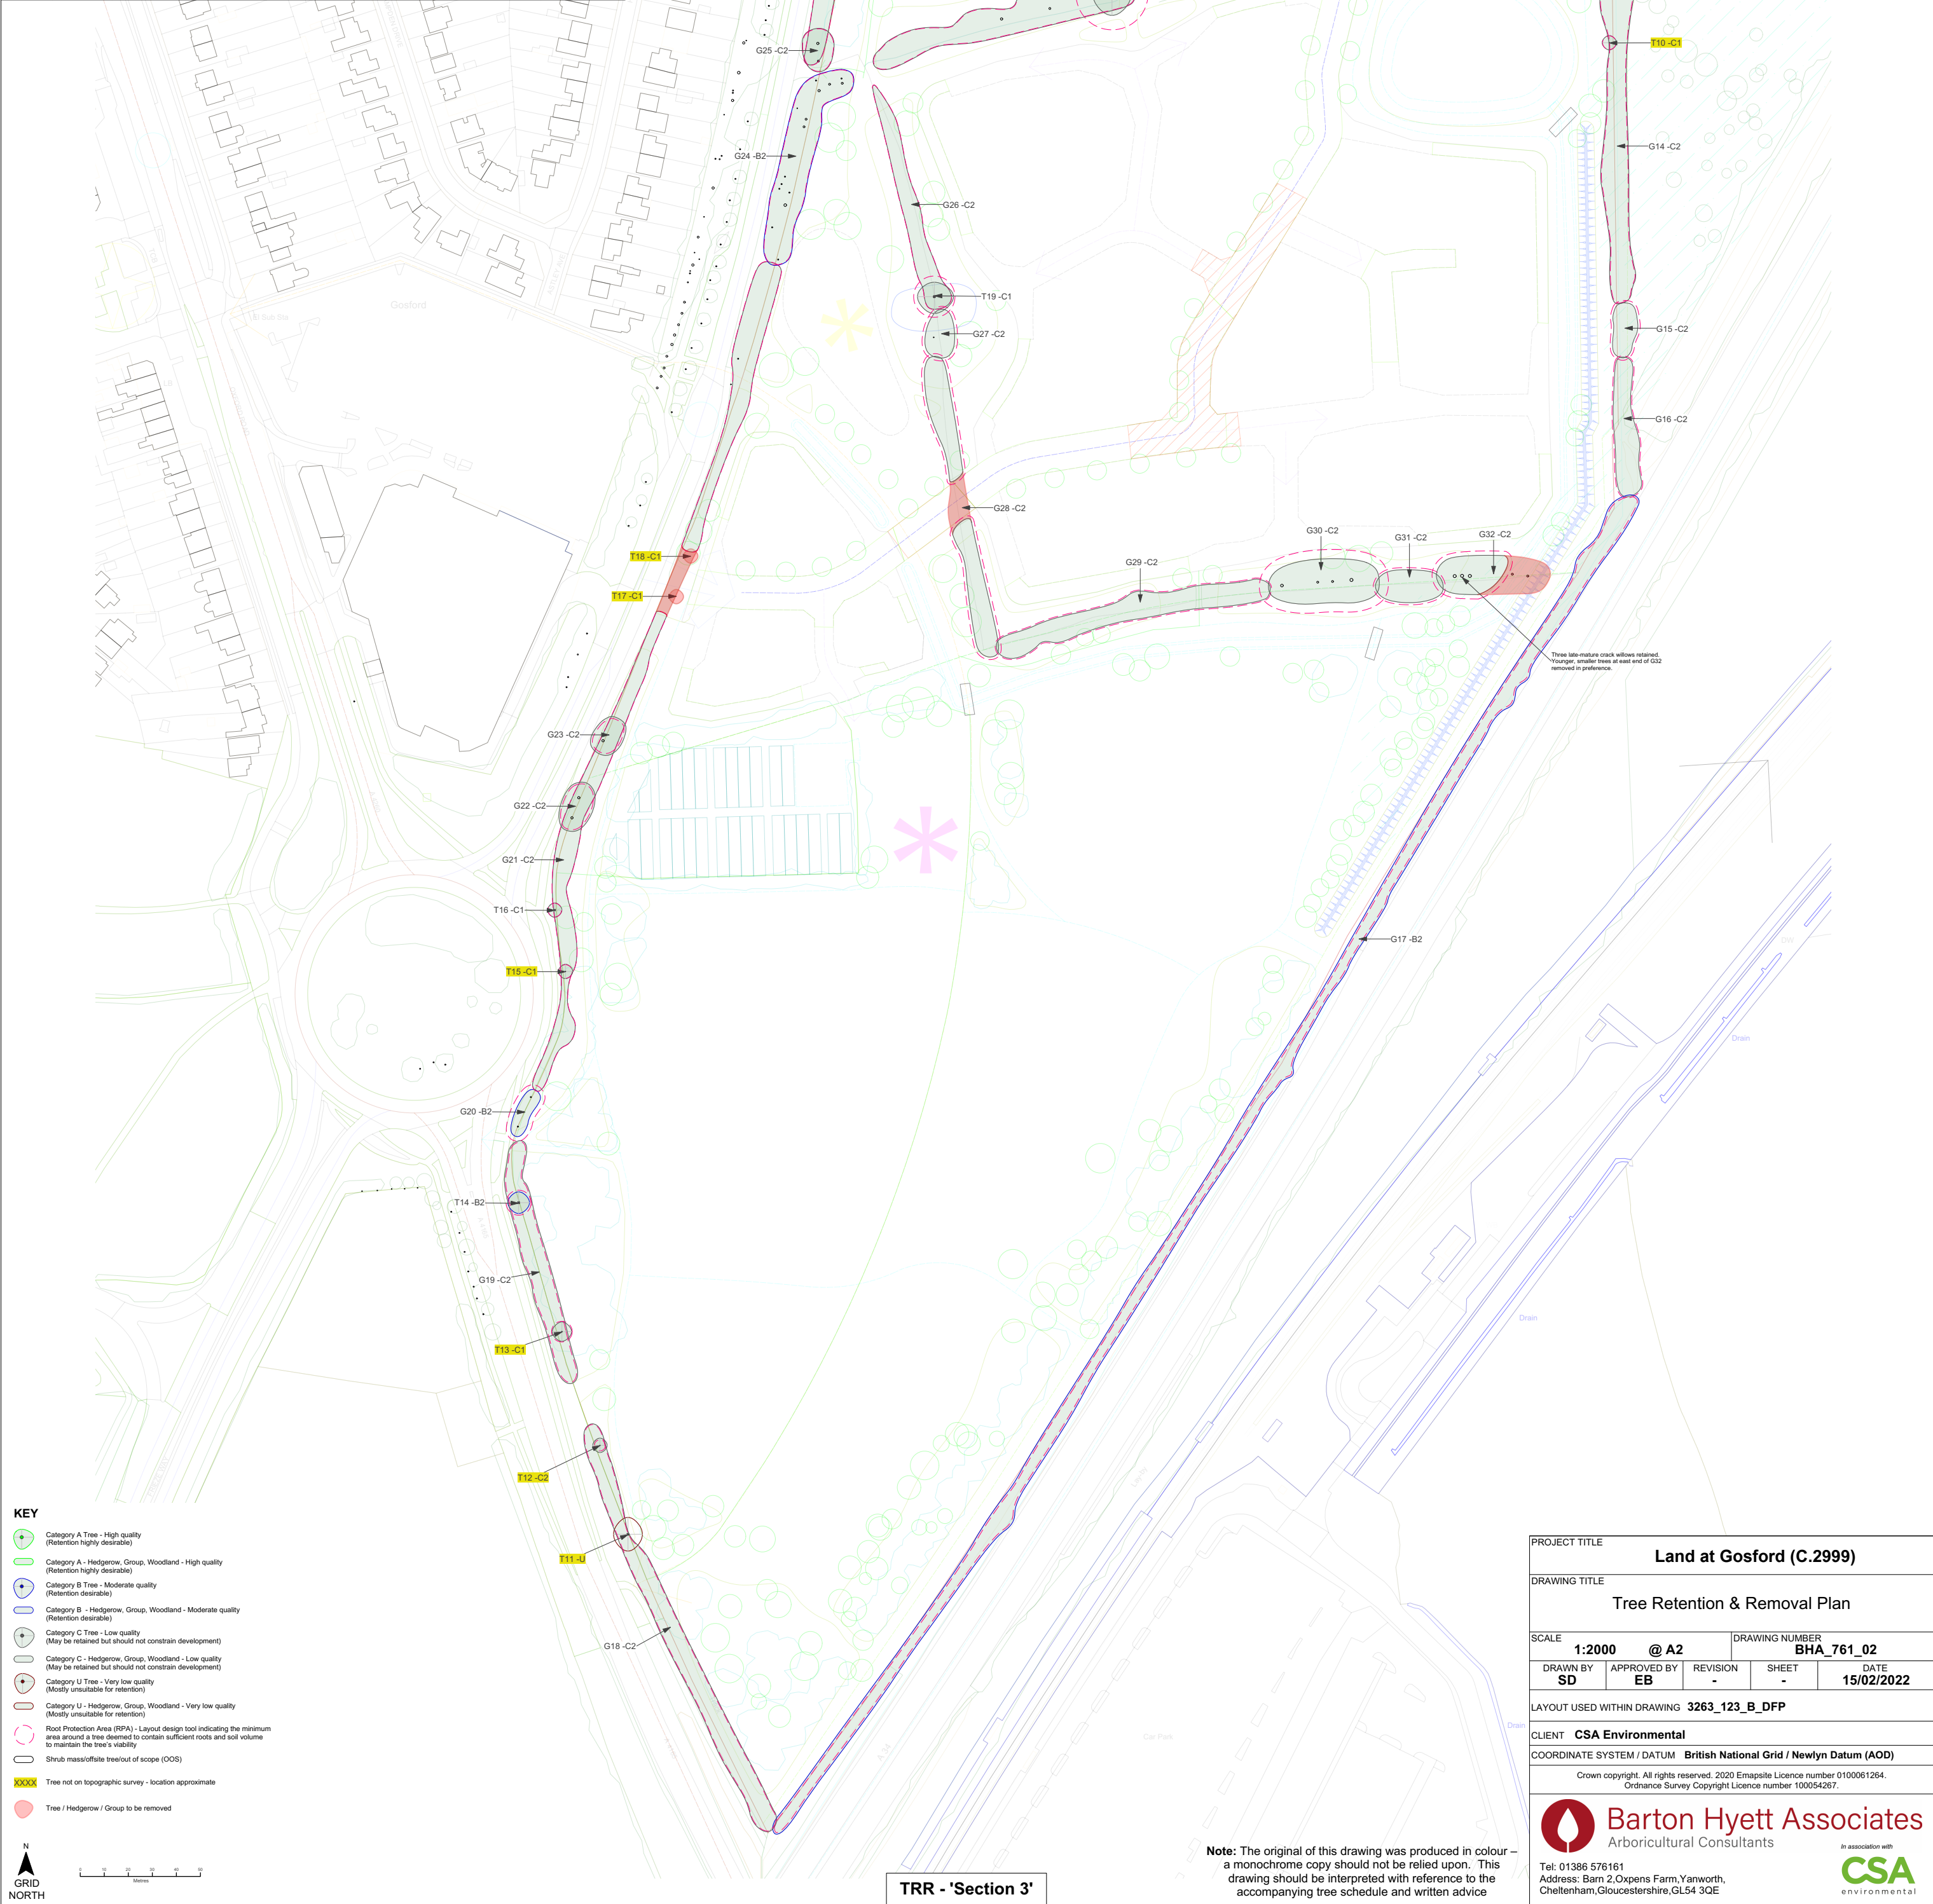 G25 -C2
T10 -C1
G24 -B2
G14 -C2
G26 -C2
Gosford
El Sub Sta
T19 -C1
G27 -C2
G15 -C2
G16 -C2
G28 -C2
G30 -C2
G31 -C2
G32 -C2
T18 -C1
G29 -C2
T17 -C1
Three late-mature crack willows retained.
Younger, smaller trees at east end of G32
removed in preference.
G23 -C2
G22 -C2
G21 -C2
T16 -C1
G17 -B2
T15 -C1
Drain
G20 -B2
T14 -B2
G19 -C2
Drain
T13 -C1
T12 -C2
T11 -U
G18 -C2
Drain
Car Park
A 34
KEY
Category A Tree - High quality
(Retention highly desirable)
Category A - Hedgerow, Group, Woodland - High quality
(Retention highly desirable)
Category B Tree - Moderate quality
(Retention desirable)
Category B - Hedgerow, Group, Woodland - Moderate quality
(Retention desirable)
Category C Tree - Low quality
(May be retained but should not constrain development)
Category C - Hedgerow, Group, Woodland - Low quality
(May be retained but should not constrain development)
Category U Tree - Very low quality
(Mostly unsuitable for retention)
Category U - Hedgerow, Group, Woodland - Very low quality
(Mostly unsuitable for retention)
Root Protection Area (RPA) - Layout design tool indicating the minimum
area around a tree deemed to contain sufficient roots and soil volume
to maintain the tree's viability
Shrub mass/offsite tree/out of scope (OOS)
XXXX Tree not on topographic survey - location approximate
Tree / Hedgerow / Group to be removed
N
GRID
NORTH
0 10 20 30 40 50
Metres
TRR - 'Section 3'
Note: The original of this drawing was produced in colour –
a monochrome copy should not be relied upon. This
drawing should be interpreted with reference to the
accompanying tree schedule and written advice
PROJECT TITLE
Land at Gosford (C.2999)
DRAWING TITLE
Tree Retention & Removal Plan
SCALE
1:2000 @ A2
DRAWING NUMBER
BHA_761_02
DRAWN BY
SD
APPROVED BY
EB
REVISION
-
SHEET
-
DATE
15/02/2022
LAYOUT USED WITHIN DRAWING 3263_123_B_DFP
CLIENT CSA Environmental
COORDINATE SYSTEM / DATUM British National Grid / Newlyn Datum (AOD)
Crown copyright. All rights reserved. 2020 Emapsite Licence number 0100061264.
Ordnance Survey Copyright Licence number 100054267.
Barton Hyett Associates
Arboricultural Consultants
In association with
CSA
environmental
Tel: 01386 576161
Address: Barn 2,Oxpens Farm,Yanworth,
Cheltenham,Gloucestershire,GL54 3QE